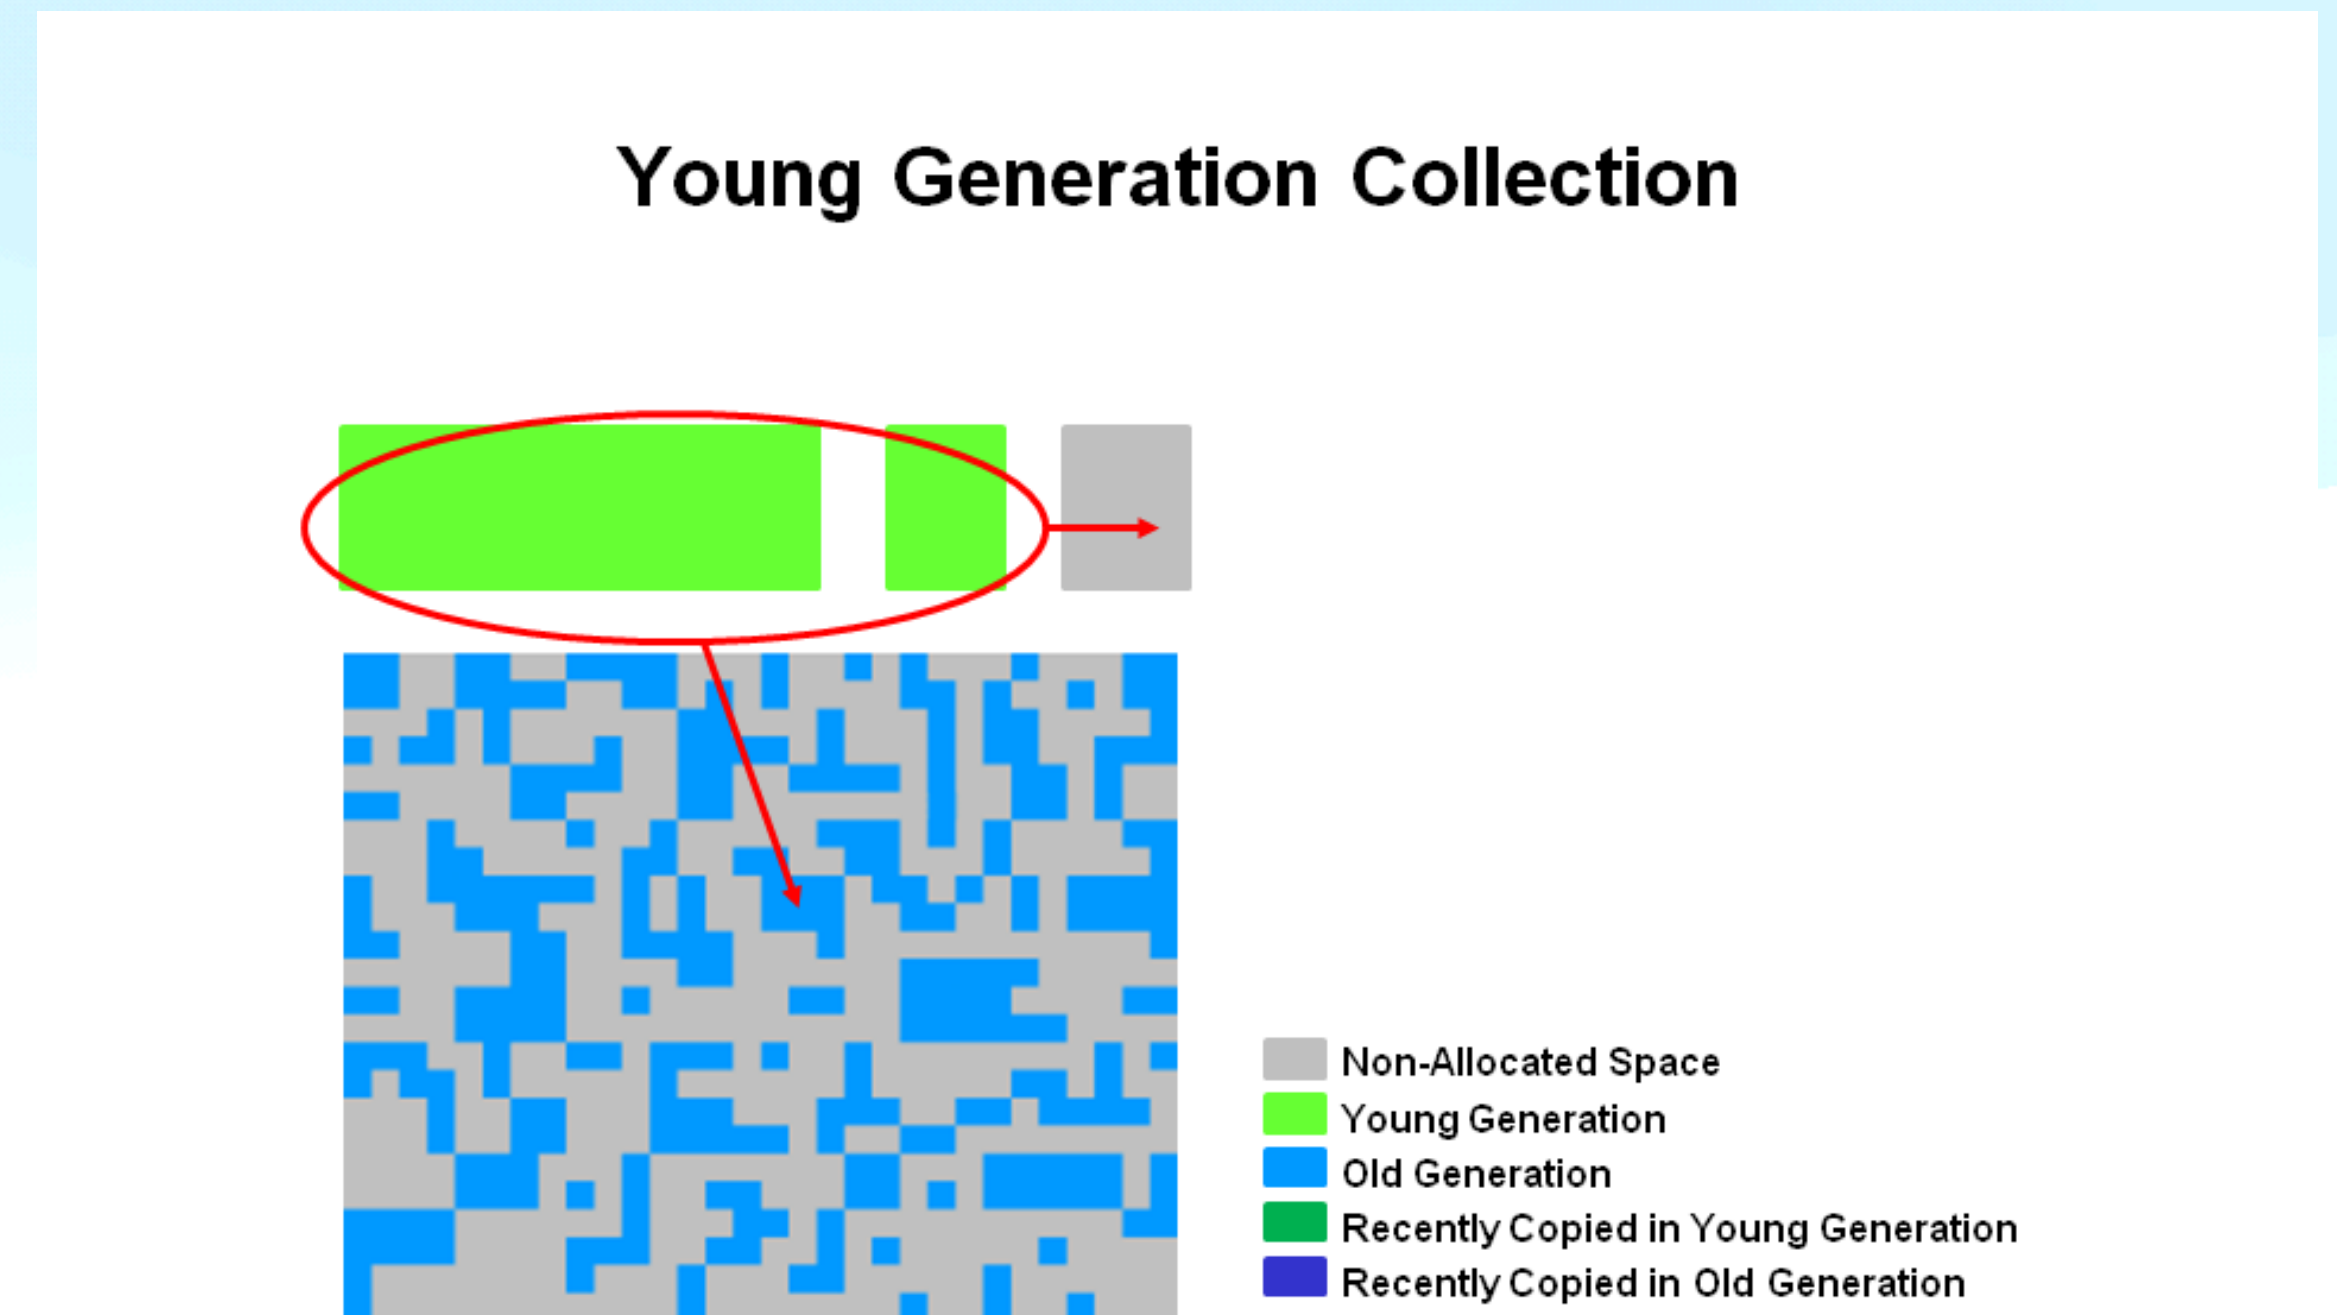 Young Generation Collection
Non-Allocated Space
Young Generation
Old Generation
Recently Copied in Young Generation
Recently Copied in Old Generation